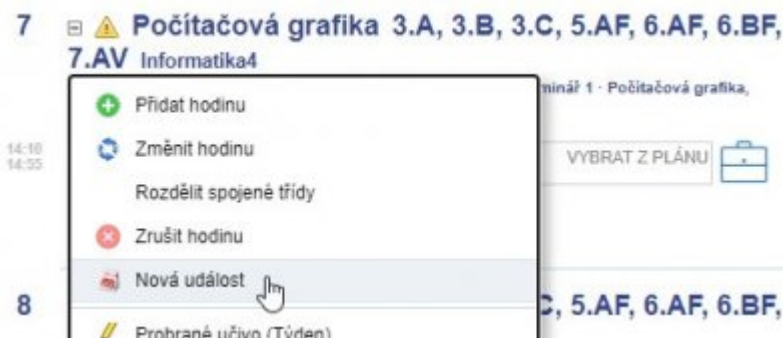 7 Počítačová grafika 3.A, 3.B, 3.C, 5.AF, 6.AF, 6.BF,
7.AV Informatika4
minář 1 · Počítačová grafika,
Přidat hodinu
14:10
14:55
Změnit hodinu
VYBRAT Z PLÁNU
Rozdělit spojené třídy
Zrušit hodinu
Nová událost
8 C, 5.AF, 6.AF, 6.BF,
Probrané učivo (Týden)